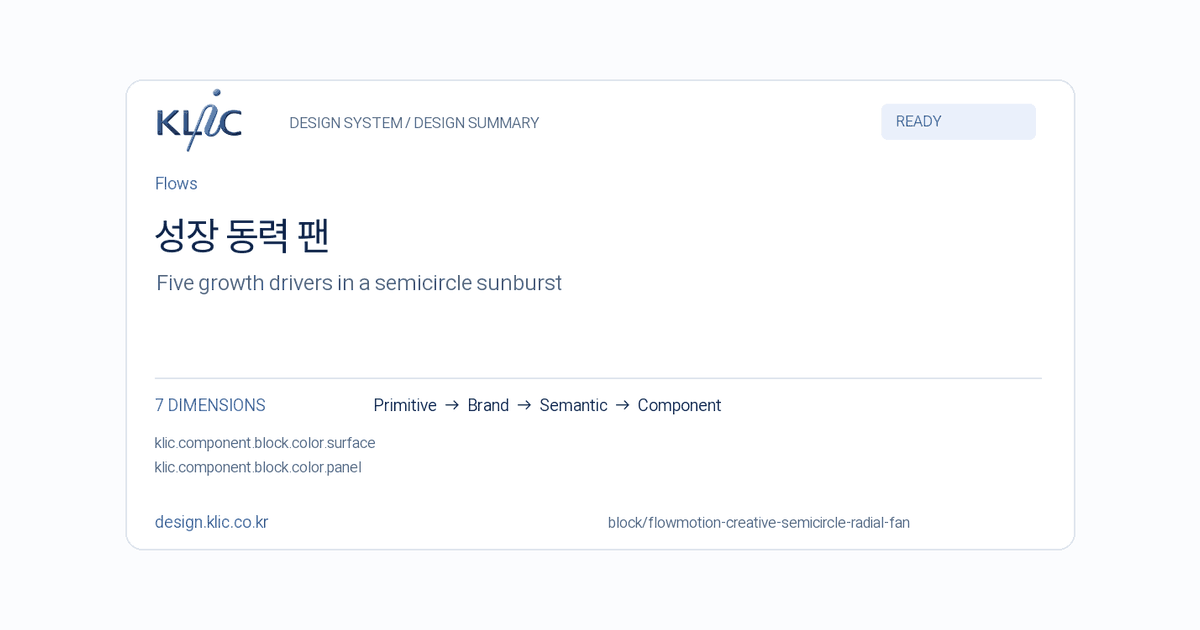 KLiC
DESIGN SYSTEM / DESIGN SUMMARY
READY
Flows
성장 동력 팬
Five growth drivers in a semicircle sunburst
7 DIMENSIONS
Primitive → Brand → Semantic → Component
klic.component.block.color.surface
klic.component.block.color.panel
design.klic.co.kr
block/flowmotion-creative-semicircle-radial-fan